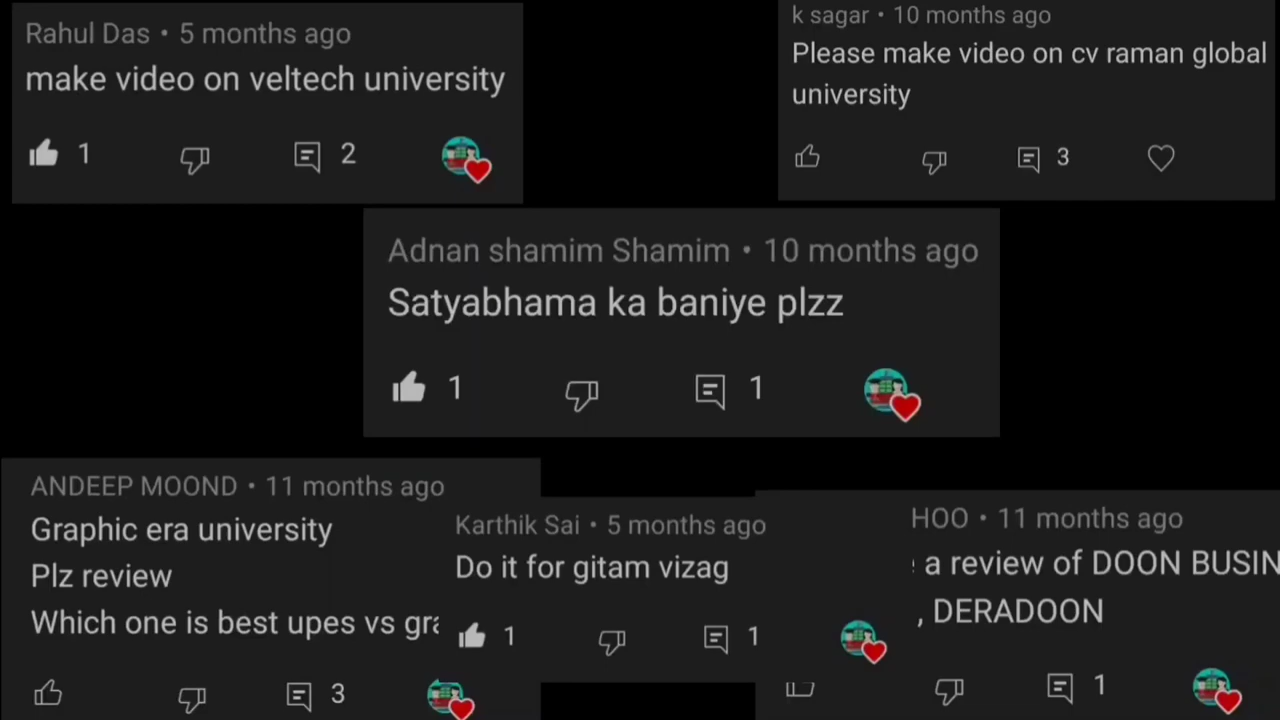 Rahul Das • 5 months ago
make video on veltech university
1
2
k sagar • 10 months ago
Please make video on cv raman global
university
3
Adnan shamim Shamim • 10 months ago
Satyabhama ka baniye plzz
1
1
ANDEEP MOOND • 11 months ago
Graphic era university
Plz review
Which one is best upes vs gra
3
Karthik Sai • 5 months ago
Do it for gitam vizag
1
1
HOO • 11 months ago
a review of DOON BUSIN
, DERADOON
1